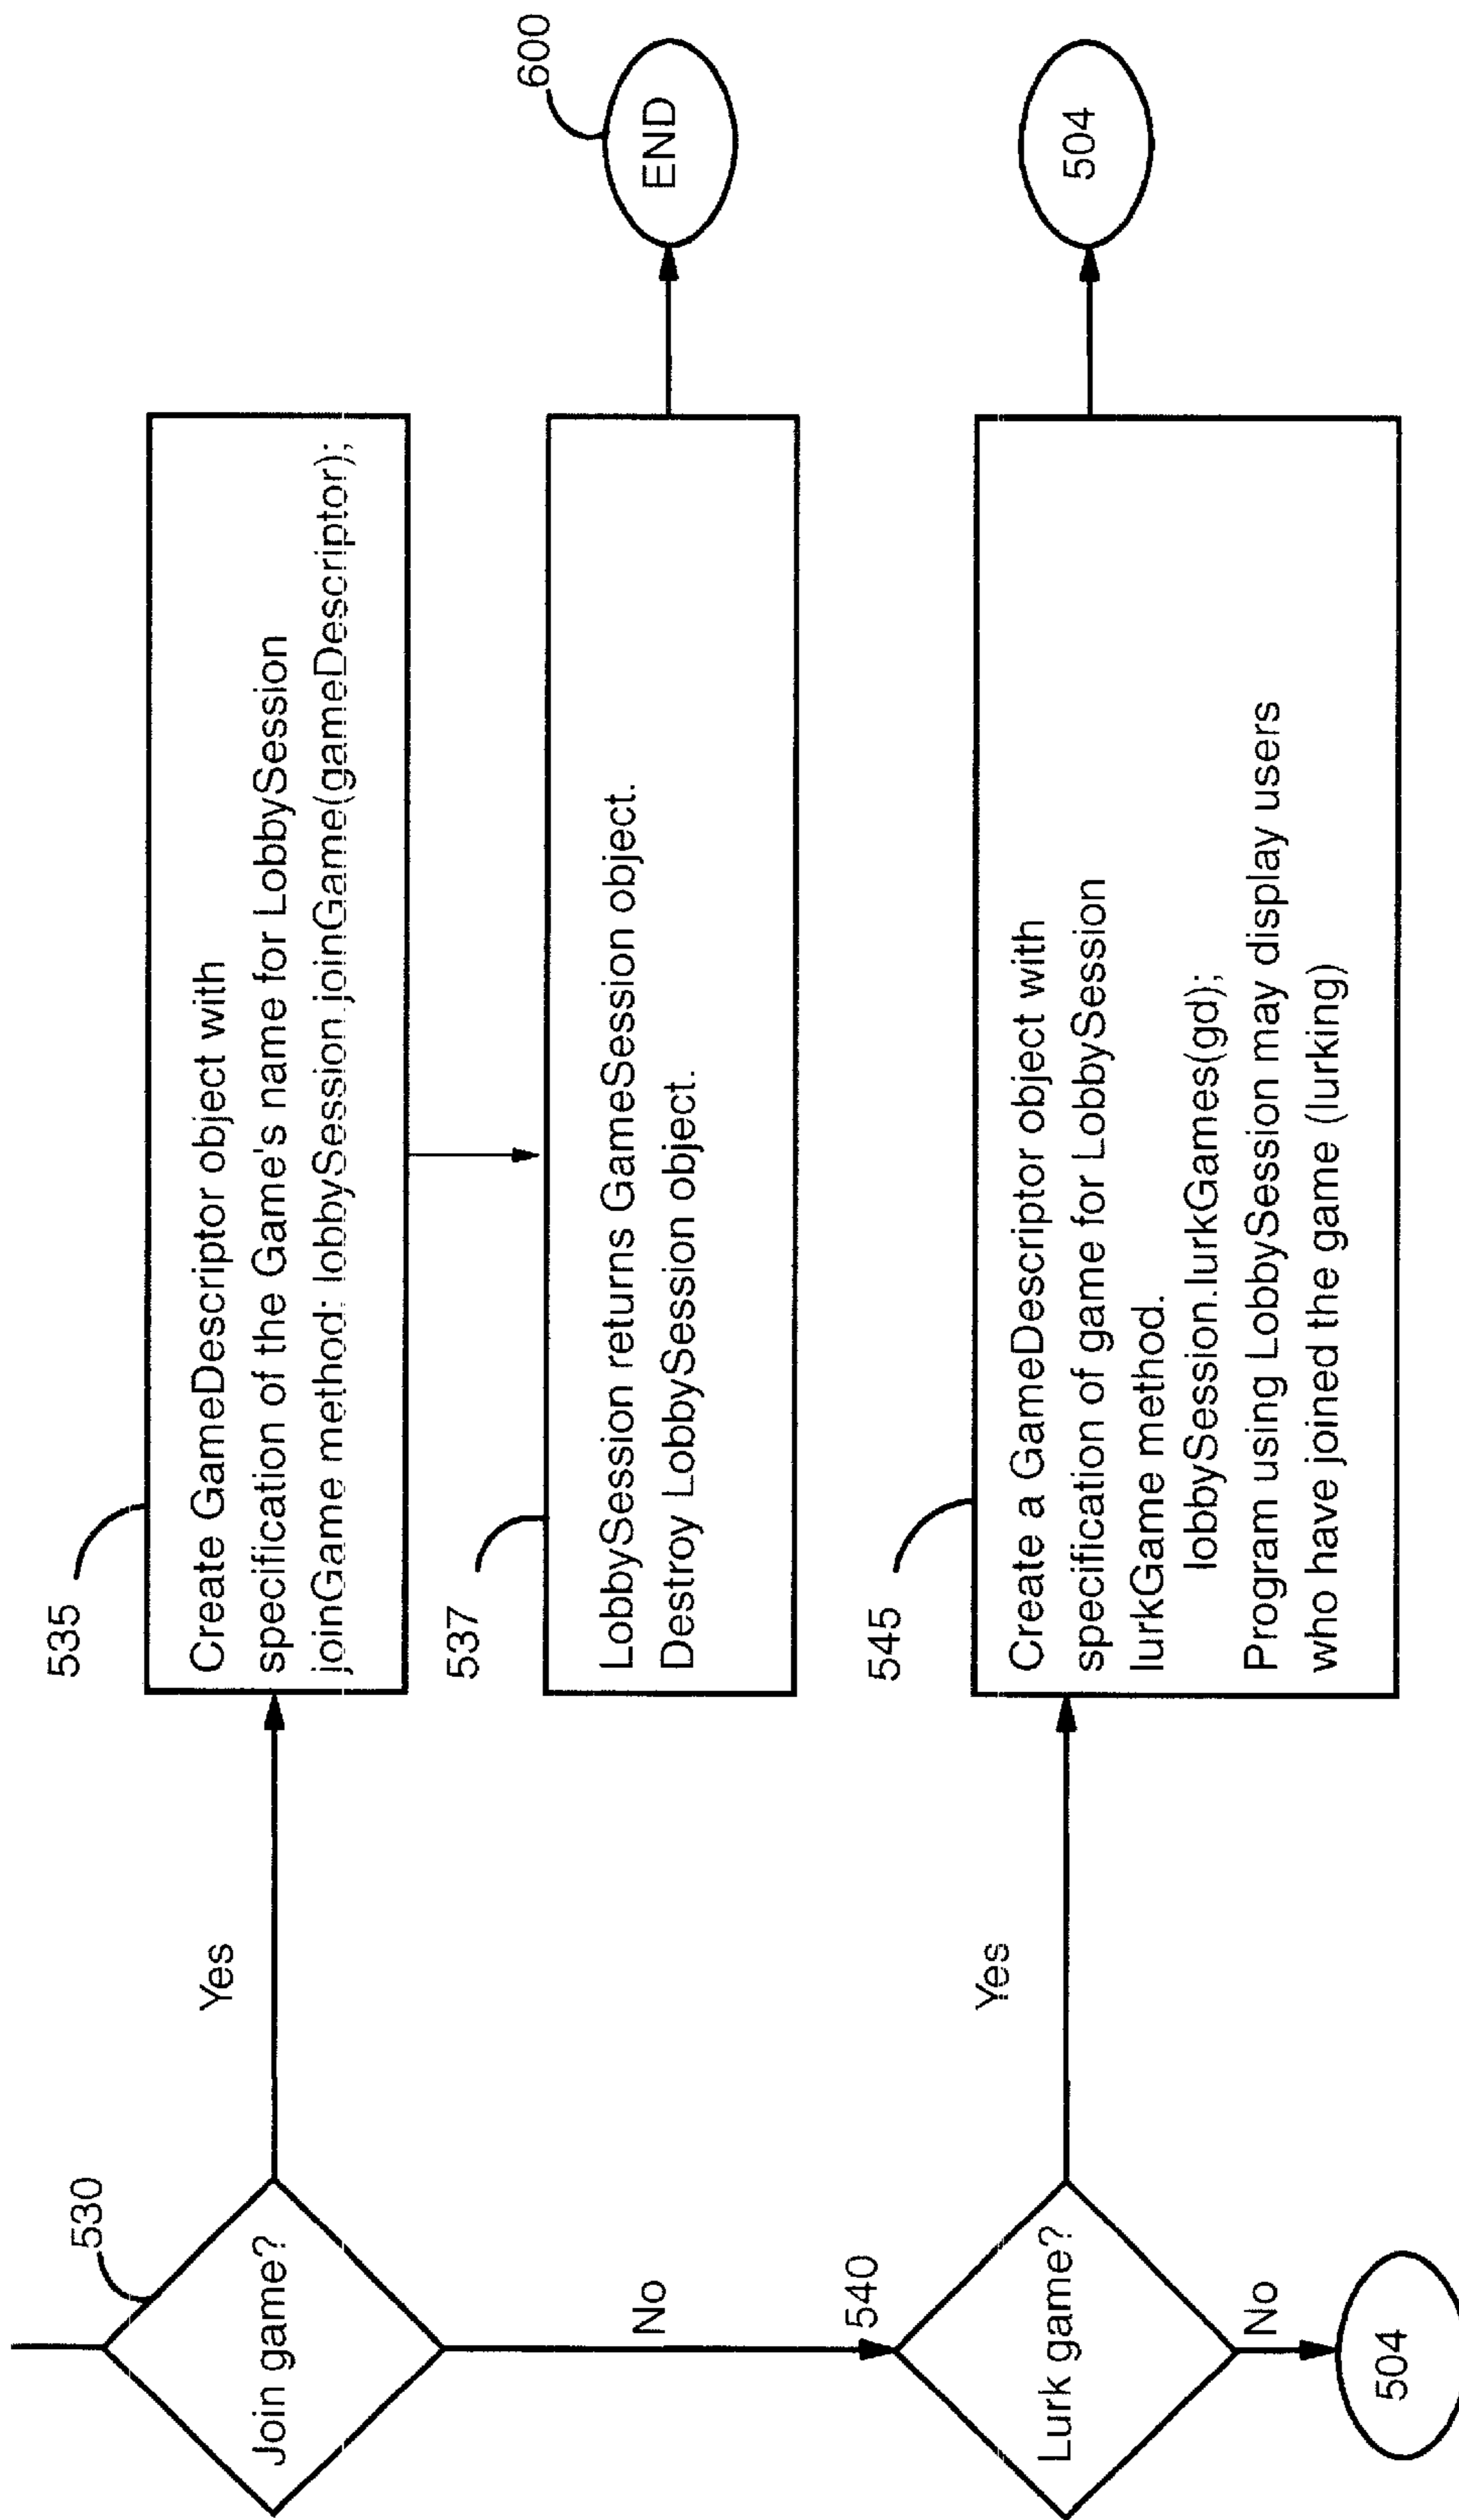 530
Join game?
Yes
535
Create GameDescriptor object with
specification of the Game's name for LobbySession
joinGame method: lobbySession.joinGame(gameDescriptor);
537
LobbySession returns GameSession object.
Destroy LobbySession object.
600
END
No
540
Lurk game?
Yes
545
Create a GameDescriptor object with
specification of game for LobbySession
lurkGame method.
lobbySession.lurkGames(gd);
Program using LobbySession may display users
who have joined the game (lurking)
504
No
504